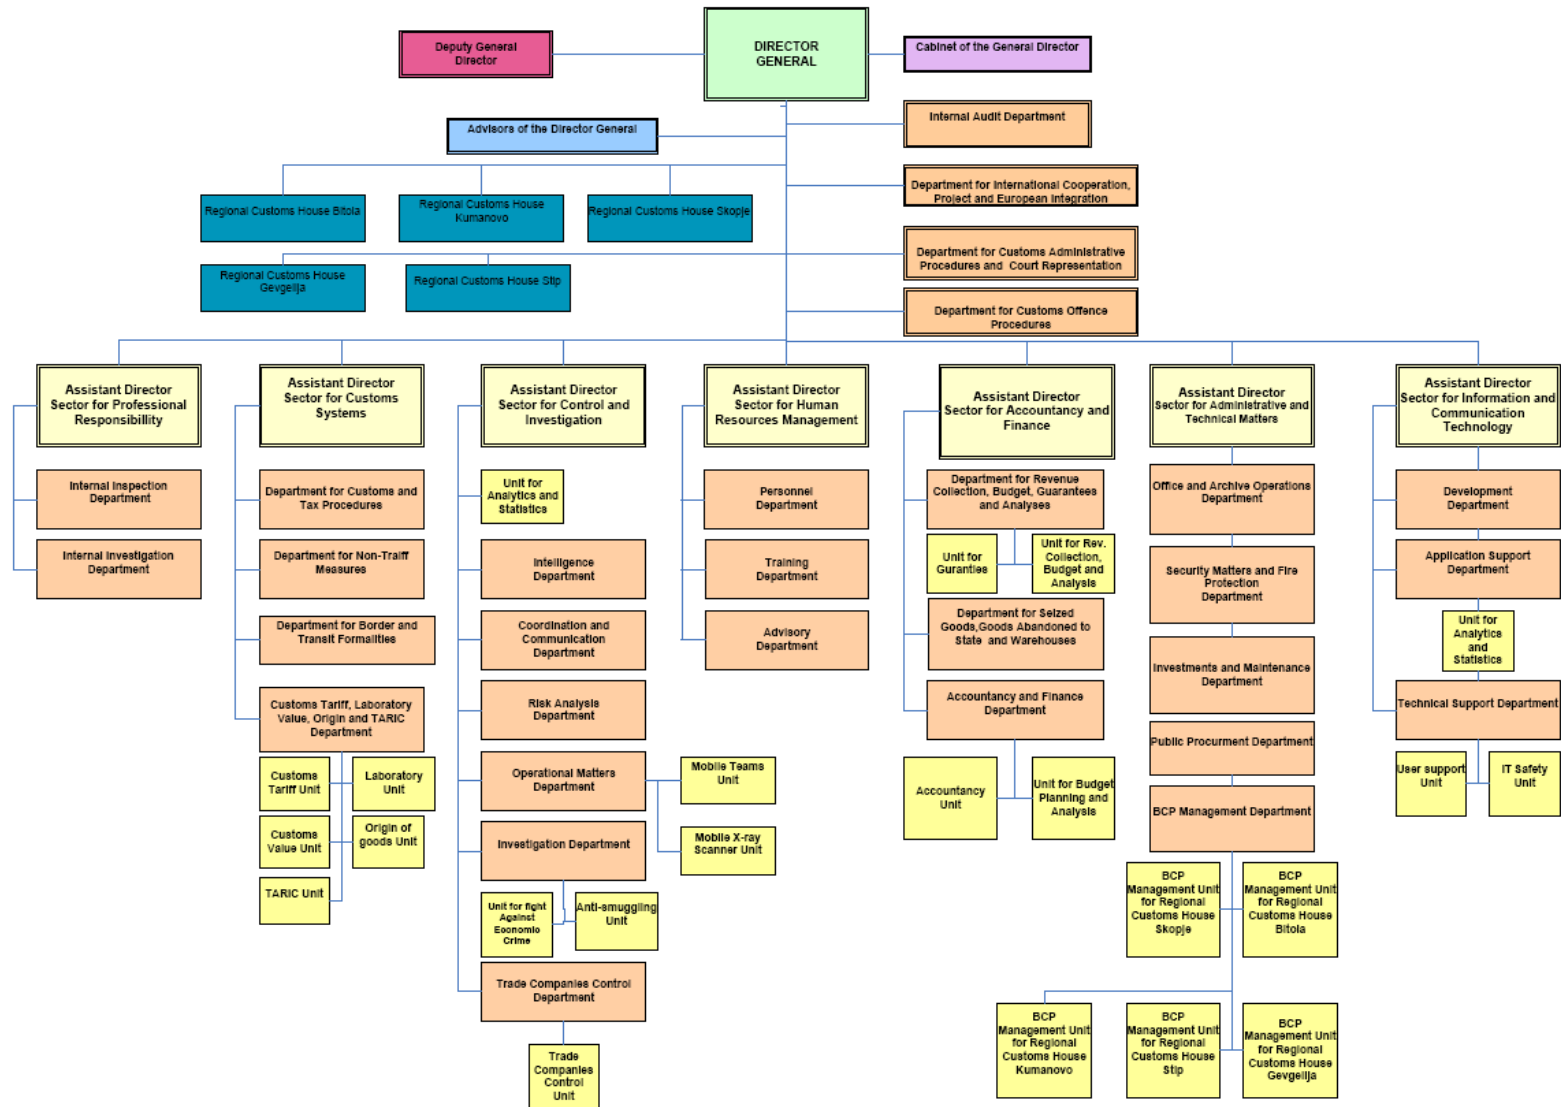 DIRECTOR
GENERAL
Deputy General
Director
Cabinet of the General Director
Internal Audit Department
Advisors of the Director General
Department for International Cooperation,
Project and European Integration
Regional Customs House Bitola
Regional Customs House
Kumanovo
Regional Customs House Skopje
Department for Customs Administrative
Procedures and Court Representation
Regional Customs House
Gevgelija
Regional Customs House Stip
Department for Customs Offence
Procedures
Assistant Director
Sector for Professional
Responsibillity
Internal Inspection
Department
Internal Investigation
Department
Assistant Director
Sector for Customs
Systems
Department for Customs and
Tax Procedures
Department for Non-Traiff
Measures
Department for Border and
Transit Formalities
Customs Tariff, Laboratory
Value, Origin and TARIC
Department
Customs
Tariff Unit
Laboratory
Unit
Customs
Value Unit
Origin of
goods Unit
TARIC Unit
Assistant Director
Sector for Control and
Investigation
Unit for
Analytics and
Statistics
Intelligence
Department
Coordination and
Communication
Department
Risk Analysis
Department
Operational Matters
Department
Mobile Teams
Unit
Mobile X-ray
Scanner Unit
Investigation Department
Unit for fight
Against
Economic
Crime
Anti-smuggling
Unit
Trade Companies Control
Department
Trade
Companies
Control
Unit
Assistant Director
Sector for Human
Resources Management
Personnel
Department
Training
Department
Advisory
Department
Assistant Director
Sector for Accountancy and
Finance
Department for Revenue
Collection, Budget, Guarantees
and Analyses
Unit for
Guranties
Unit for Rev.
Collection,
Budget and
Analysis
Department for Seized
Goods,Goods Abandoned to
State and Warehouses
Accountancy and Finance
Department
Accountancy
Unit
Unit for Budget
Planning and
Analysis
Assistant Director
Sector for Administrative and
Technical Matters
Office and Archive Operations
Department
Security Matters and Fire
Protection
Department
Investments and Maintenance
Department
Public Procurment Department
BCP Management Department
BCP
Management Unit
for Regional
Customs House
Skopje
BCP
Management Unit
for Regional
Customs House
Bitola
BCP
Management Unit
for Regional
Customs House
Kumanovo
BCP
Management Unit
for Regional
Customs House
Stip
BCP
Management Unit
for Regional
Customs House
Gevgelija
Assistant Director
Sector for Information and
Communication
Technology
Development
Department
Application Support
Department
Unit for
Analytics
and
Statistics
Technical Support Department
User support
Unit
IT Safety
Unit